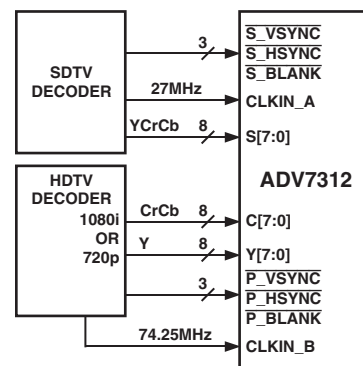 SDTV
DECODER
3
S_VSYNC
S_HSYNC
S_BLANK
27MHz
CLKIN_A
YCrCb 8
S[7:0]
ADV7312
HDTV
DECODER
1080i
OR
720p
CrCb 8
C[7:0]
Y 8
Y[7:0]
3
P_VSYNC
P_HSYNC
P_BLANK
74.25MHz
CLKIN_B